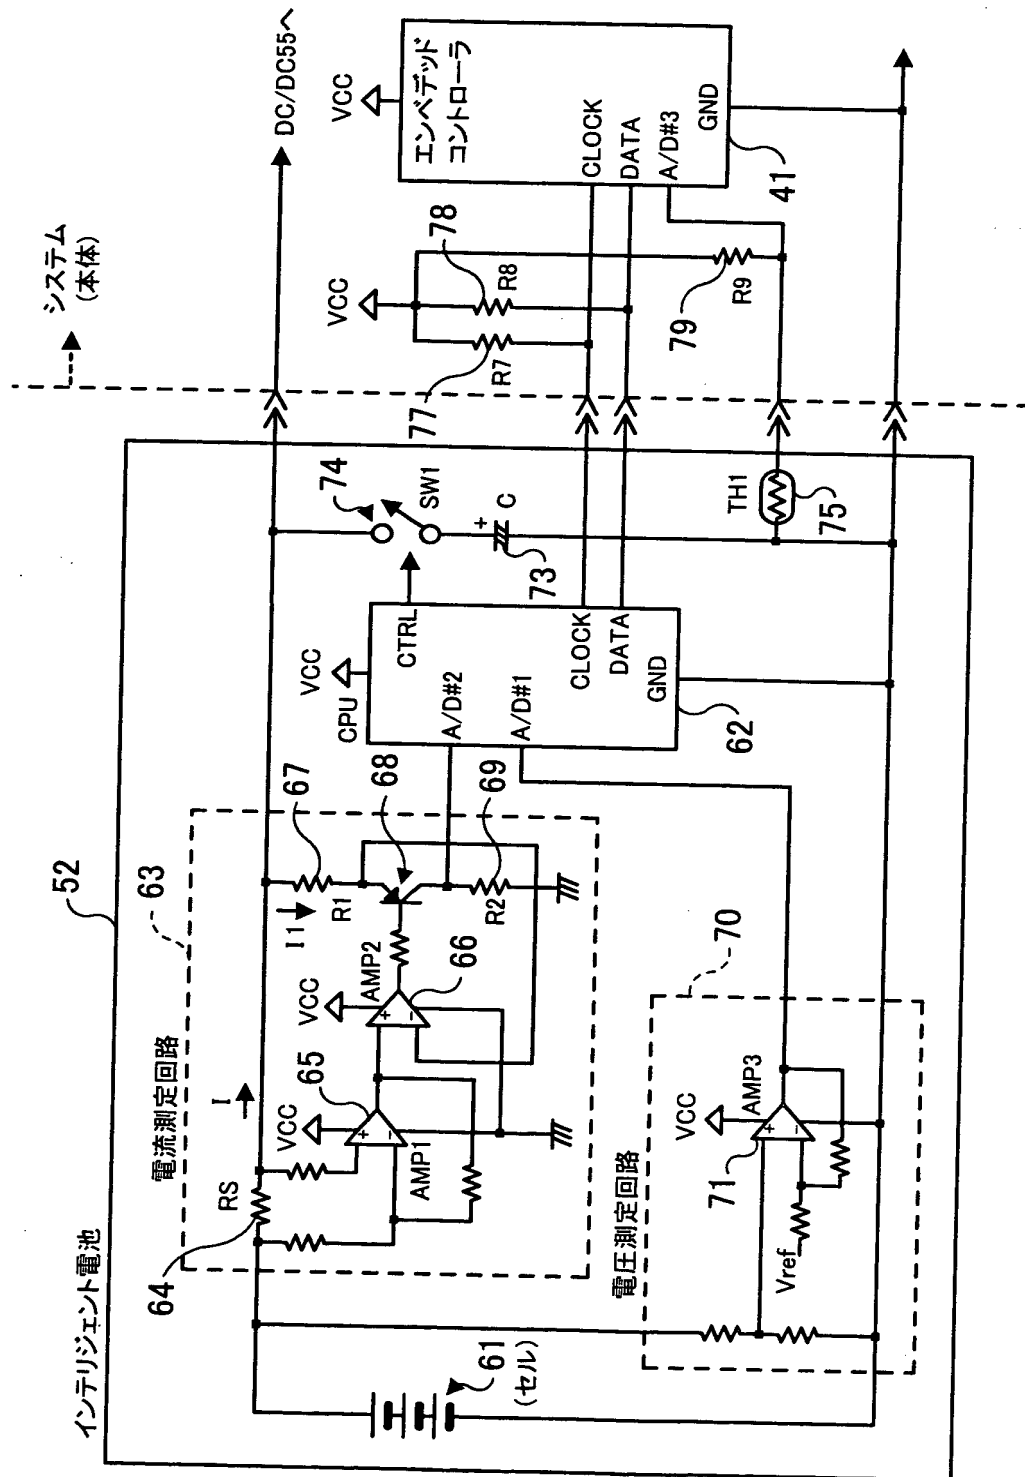 インテリジェント電池
52
システム
(本体)
DC/DC55へ
電流測定回路
63
I
RS
64
VCC
65
AMP1
VCC
AMP2
66
I1
67
R1
68
R2
69
61
(セル)
電圧測定回路
70
VCC
AMP3
71
Vref
VCC
CPU
CTRL
A/D#2
A/D#1
CLOCK
DATA
GND
62
74
SW1
+
C
73
TH1
75
VCC
77
R7
78
R8
79
R9
VCC
エンベデッド
コントローラ
CLOCK
DATA
A/D#3
GND
41